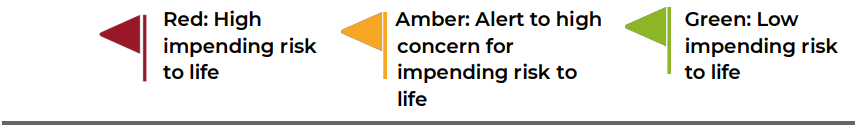 Red: High
impending risk
to life
Amber: Alert to high
concern for
impending risk to
life
Green: Low
impending risk
to life